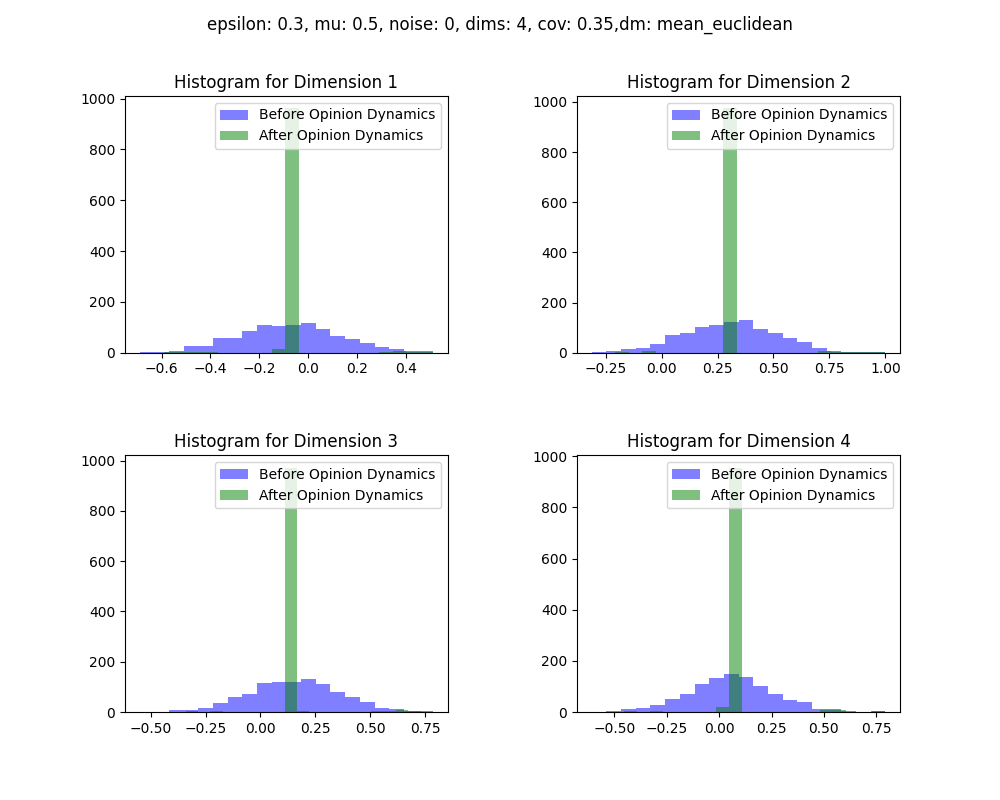 epsilon: 0.3, mu: 0.5, noise: 0, dims: 4, cov: 0.35,dm: mean_euclidean
Histogram for Dimension 1
1000
800
600
400
200
0
Before Opinion Dynamics
After Opinion Dynamics
−0.6 −0.4 −0.2 0.0 0.2 0.4
Histogram for Dimension 2
1000
800
600
400
200
0
Before Opinion Dynamics
After Opinion Dynamics
−0.25 0.00 0.25 0.50 0.75 1.00
Histogram for Dimension 3
1000
800
600
400
200
0
Before Opinion Dynamics
After Opinion Dynamics
−0.50 −0.25 0.00 0.25 0.50 0.75
Histogram for Dimension 4
1000
800
600
400
200
0
Before Opinion Dynamics
After Opinion Dynamics
−0.50 −0.25 0.00 0.25 0.50 0.75